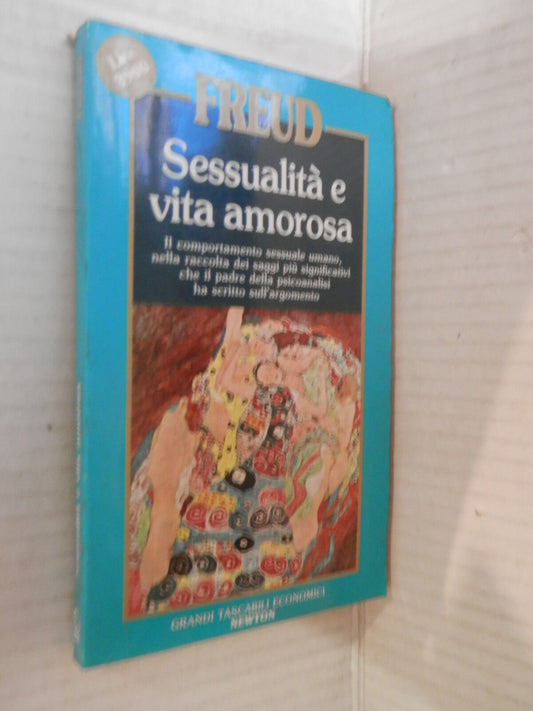 FREUD
Sessualità e
vita amorosa
Il comportamento sessuale umano,
nella raccolta dei saggi più significativi
che il padre della psicoanalisi
ha scritto sull'argomento
GRANDI TASCABILI ECONOMICI
NEWTON